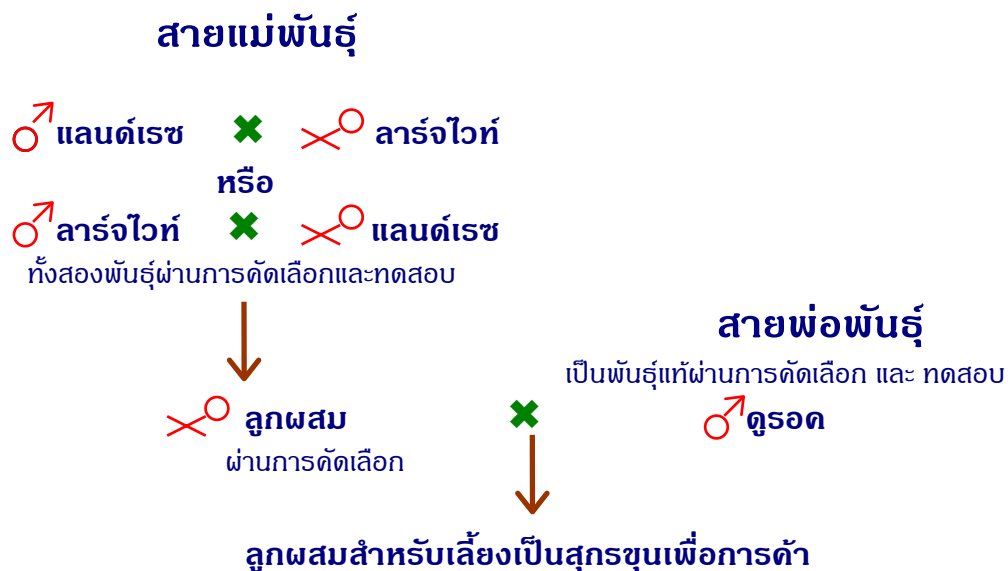 สายแม่พันธุ์
แลนด์เรซ ✖ ลาร์จไวท์
หรือ
ลาร์จไวท์ ✖ แลนด์เรซ
ทั้งสองพันธุ์ผ่านการคัดเลือกและทดสอบ
สายพ่อพันธุ์
เป็นพันธุ์แท้ผ่านการคัดเลือก และ ทดสอบ
ลูกผสม ✖ ดูรอค
ผ่านการคัดเลือก
ลูกผสมสำหรับเลี้ยงเป็นสุกรขุนเพื่อการค้า